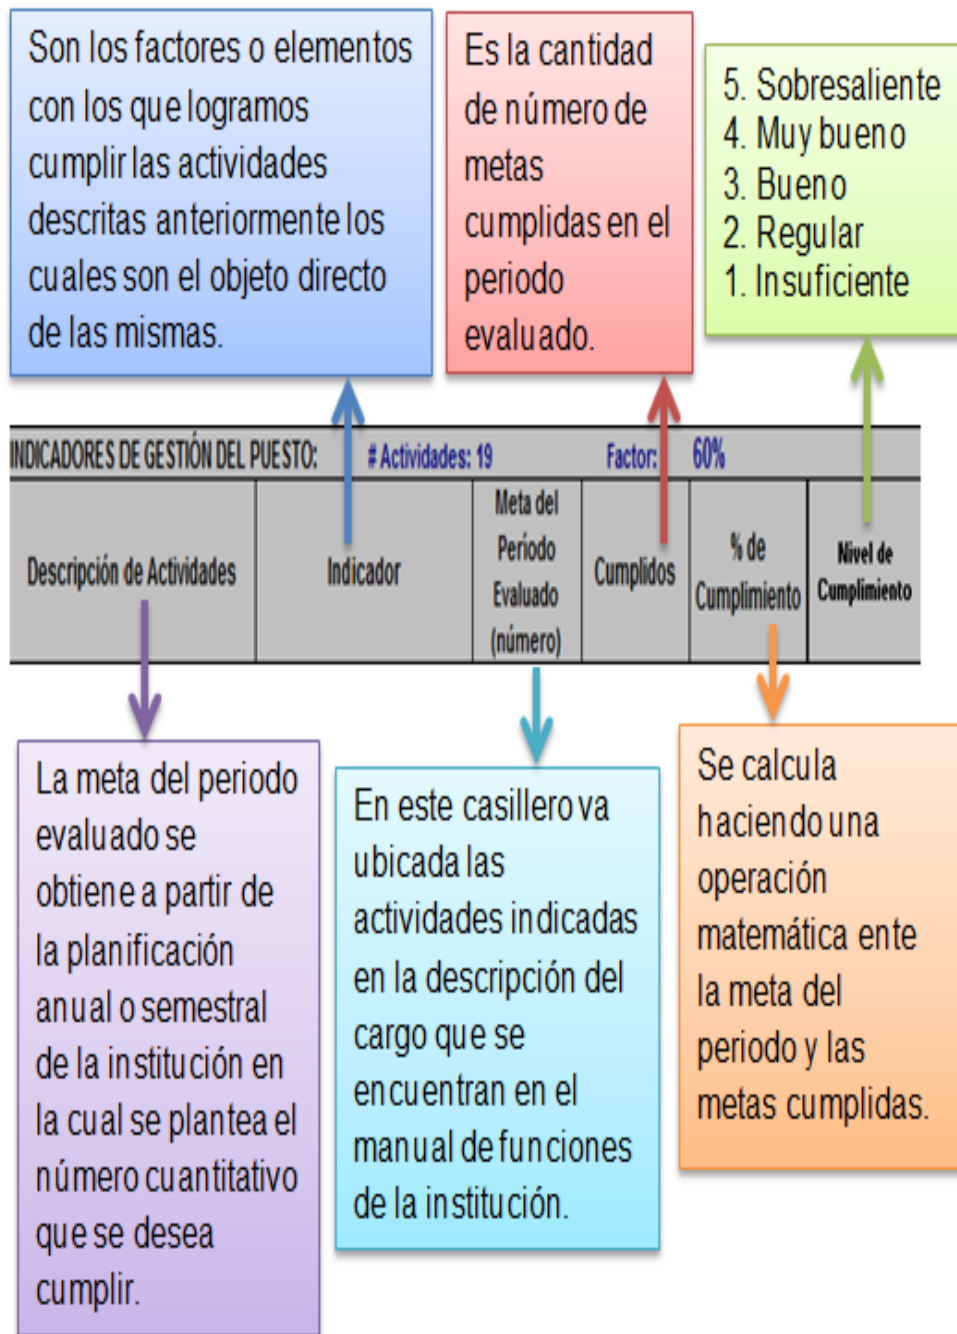 Son los factores o elementos
con los que logramos
cumplir las actividades
descritas anteriormente los
cuales son el objeto directo
de las mismas.
Es la cantidad
de número de
metas
cumplidas en el
periodo
evaluado.
5. Sobresaliente
4. Muy bueno
3. Bueno
2. Regular
1. Insuficiente
INDICADORES DE GESTIÓN DEL PUESTO: # Actividades: 19 Factor: 60%
Descripción de Actividades
Indicador
Meta del
Período
Evaluado
(número)
Cumplidos
% de
Cumplimiento
Nivel de
Cumplimiento
La meta del periodo
evaluado se
obtiene a partir de
la planificación
anual o semestral
de la institución en
la cual se plantea el
número cuantitativo
que se desea
cumplir.
En este casillero va
ubicada las
actividades indicadas
en la descripción del
cargo que se
encuentran en el
manual de funciones
de la institución.
Se calcula
haciendo una
operación
matemática ente
la meta del
periodo y las
metas cumplidas.